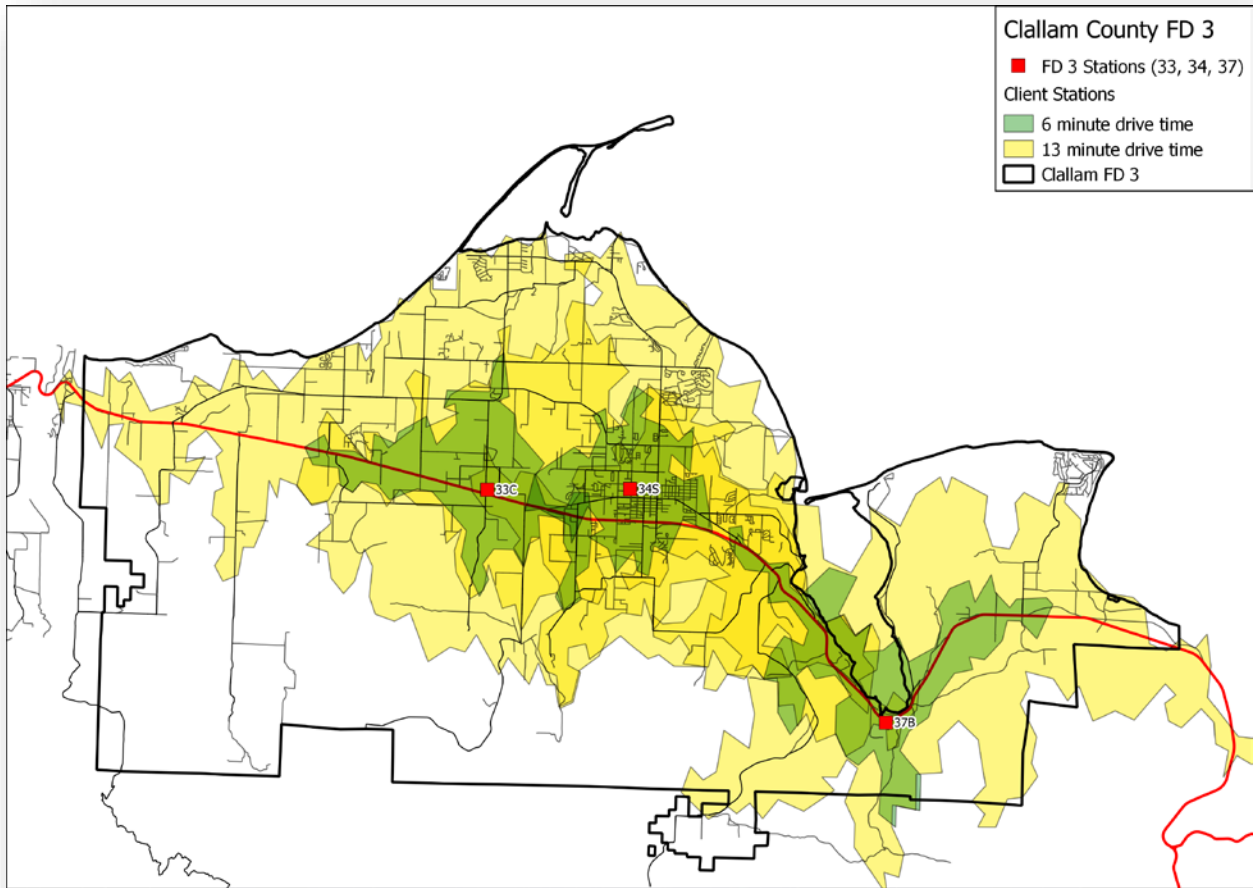 Clallam County FD 3
FD 3 Stations (33, 34, 37)
Client Stations
6 minute drive time
13 minute drive time
Clallam FD 3
33C
34S
37B